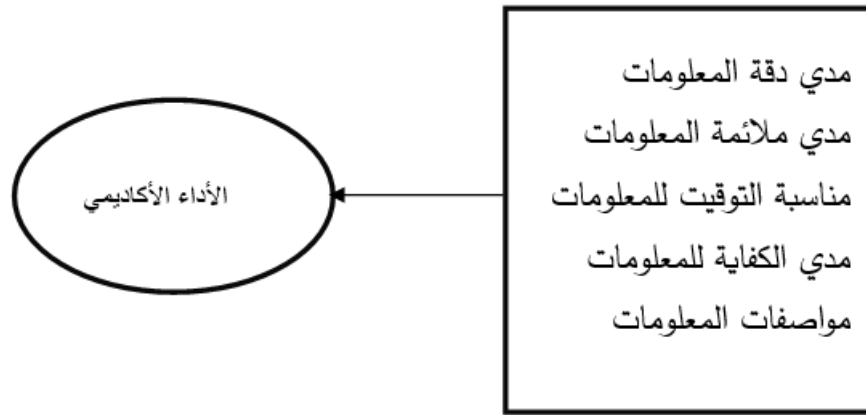 مدي دقة المعلومات
مدي ملائمة المعلومات
مناسبة التوقيت للمعلومات
مدي الكفاية للمعلومات
مواصفات المعلومات
الأداء الأكاديمي